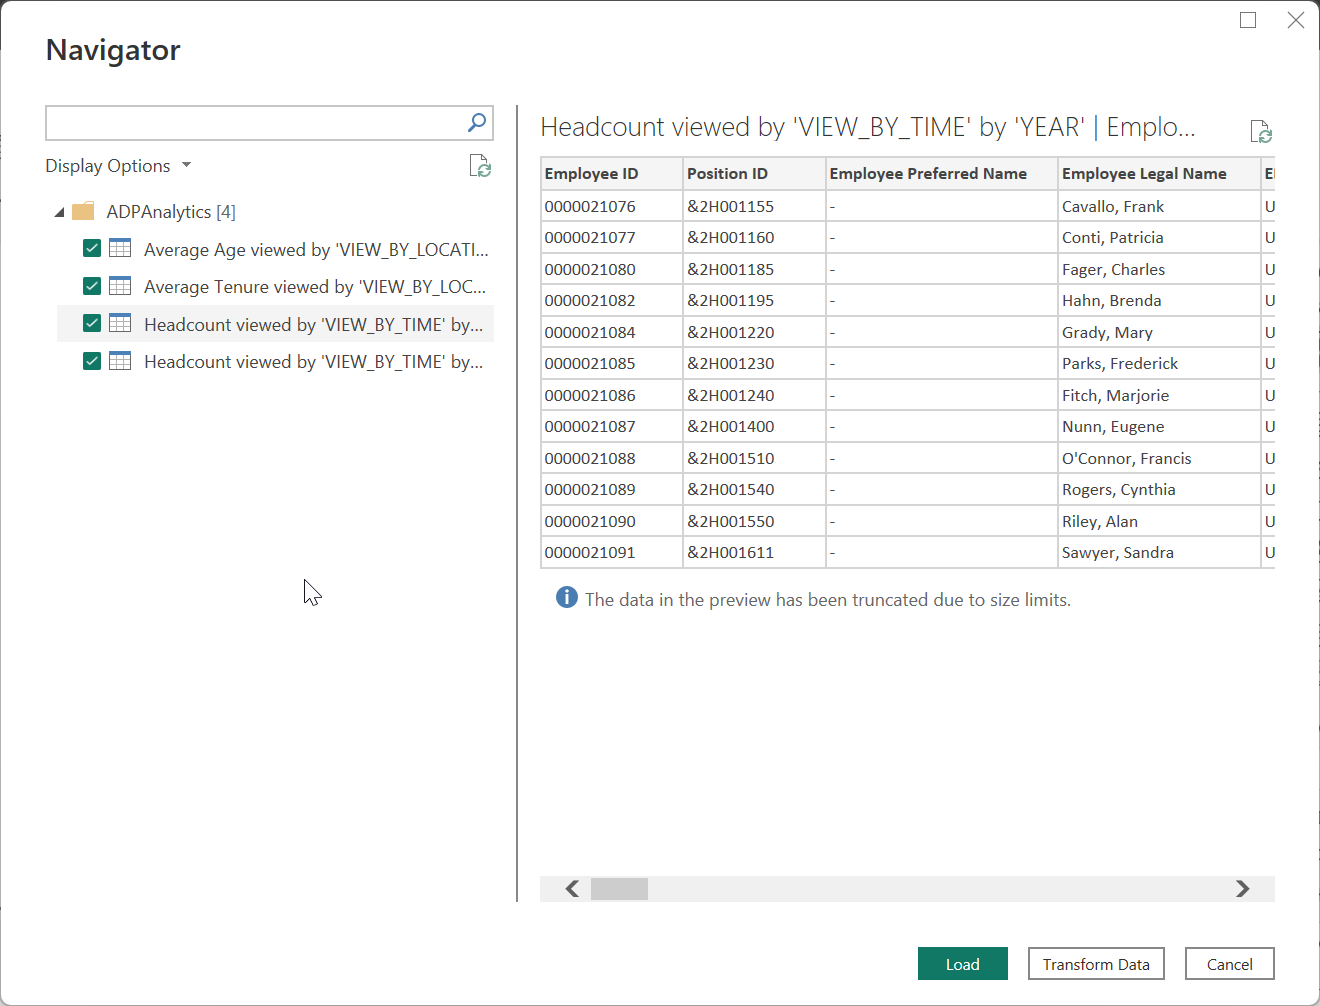 Navigator
Display Options
ADPAnalytics [4]
Average Age viewed by 'VIEW_BY_LOCATI...
Average Tenure viewed by 'VIEW_BY_LOC...
Headcount viewed by 'VIEW_BY_TIME' by...
Headcount viewed by 'VIEW_BY_TIME' by...
Headcount viewed by 'VIEW_BY_TIME' by 'YEAR' | Emplo...
Employee ID Position ID Employee Preferred Name Employee Legal Name El
0000021076 &2H001155 - Cavallo, Frank U
0000021077 &2H001160 - Conti, Patricia U
0000021080 &2H001185 - Fager, Charles U
0000021082 &2H001195 - Hahn, Brenda U
0000021084 &2H001220 - Grady, Mary U
0000021085 &2H001230 - Parks, Frederick U
0000021086 &2H001240 - Fitch, Marjorie U
0000021087 &2H001400 - Nunn, Eugene U
0000021088 &2H001510 - O'Connor, Francis U
0000021089 &2H001540 - Rogers, Cynthia U
0000021090 &2H001550 - Riley, Alan U
0000021091 &2H001611 - Sawyer, Sandra U
The data in the preview has been truncated due to size limits.
Load Transform Data Cancel